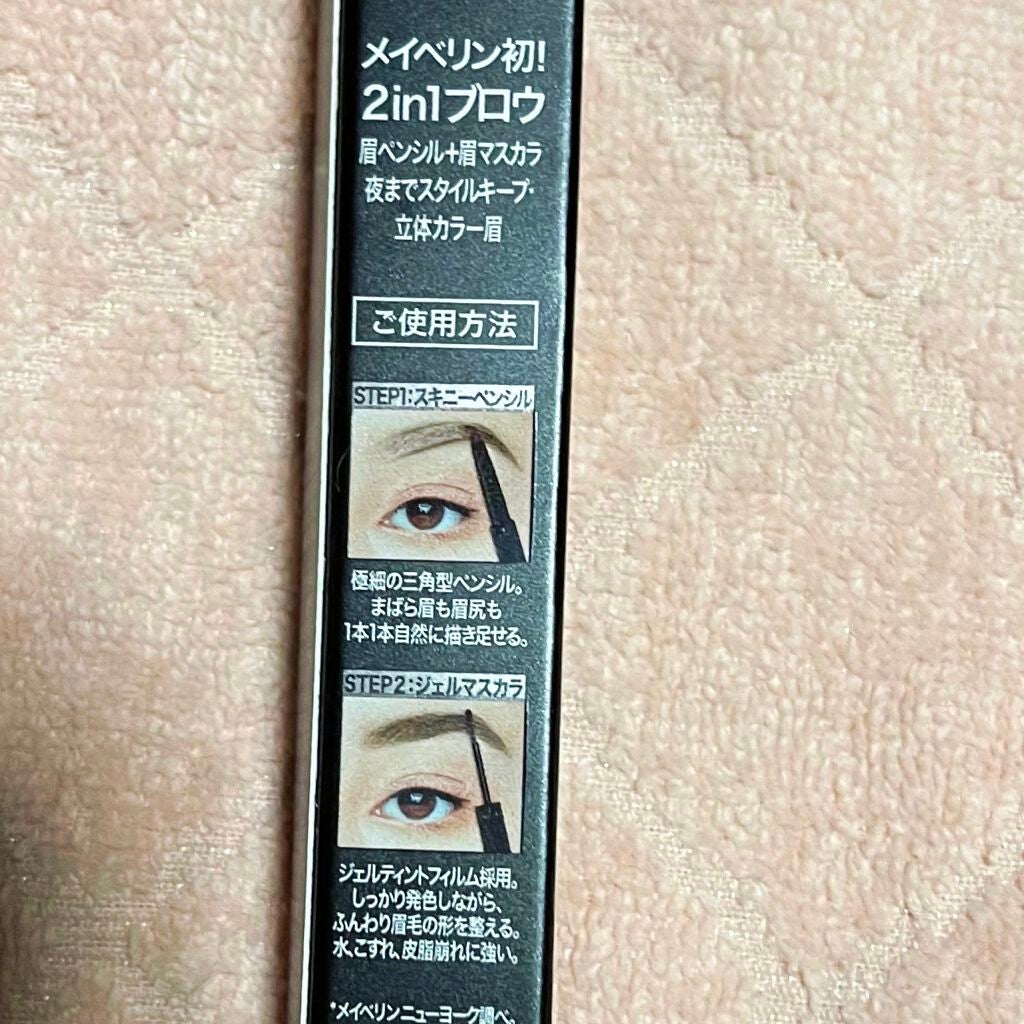 メイベリン初!
2in1ブロウ
眉ペンシル+眉マスカラ
夜までスタイルキープ*
立体カラー眉
ご使用方法
STEP1:スキニーペンシル
極細の三角型ペンシル。
まばら眉も眉尻も
1本1本自然に描き足せる。
STEP2:ジェルマスカラ
ジェルティントフィルム採用。
しっかり発色しながら、
ふんわり眉毛の形を整える。
水、こすれ、皮脂崩れに強い。
*メイベリン ニューヨーク調べ。